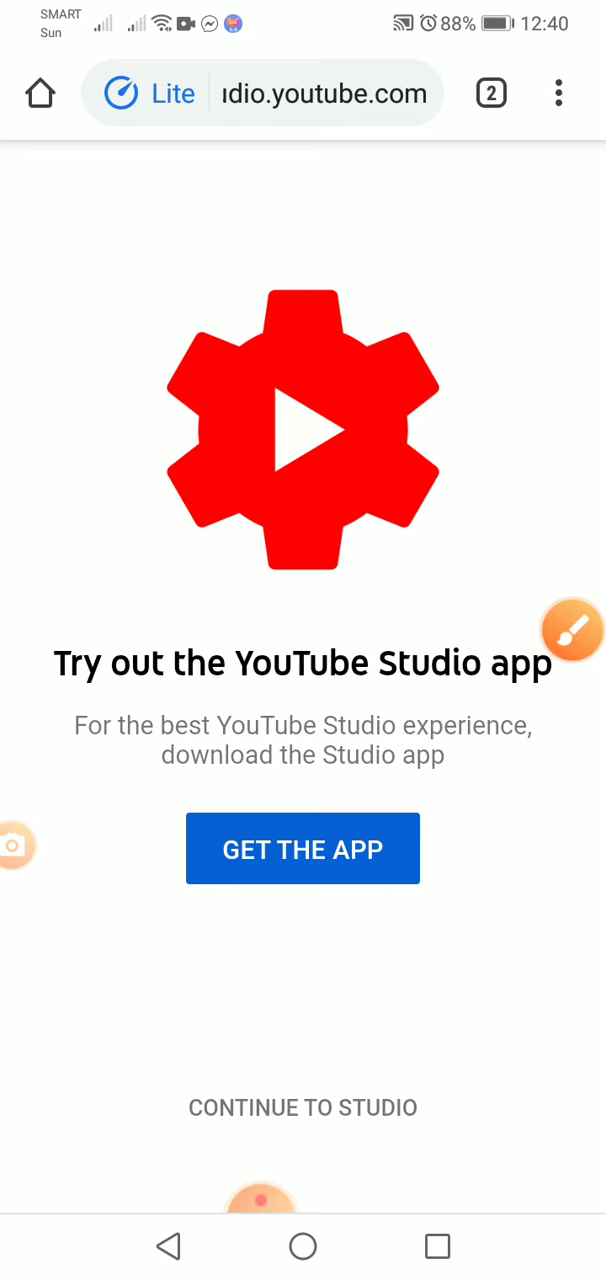 SMART
Sun
88% 12:40
Lite ıdio.youtube.com 2
Try out the YouTube Studio app
For the best YouTube Studio experience,
download the Studio app
GET THE APP
CONTINUE TO STUDIO